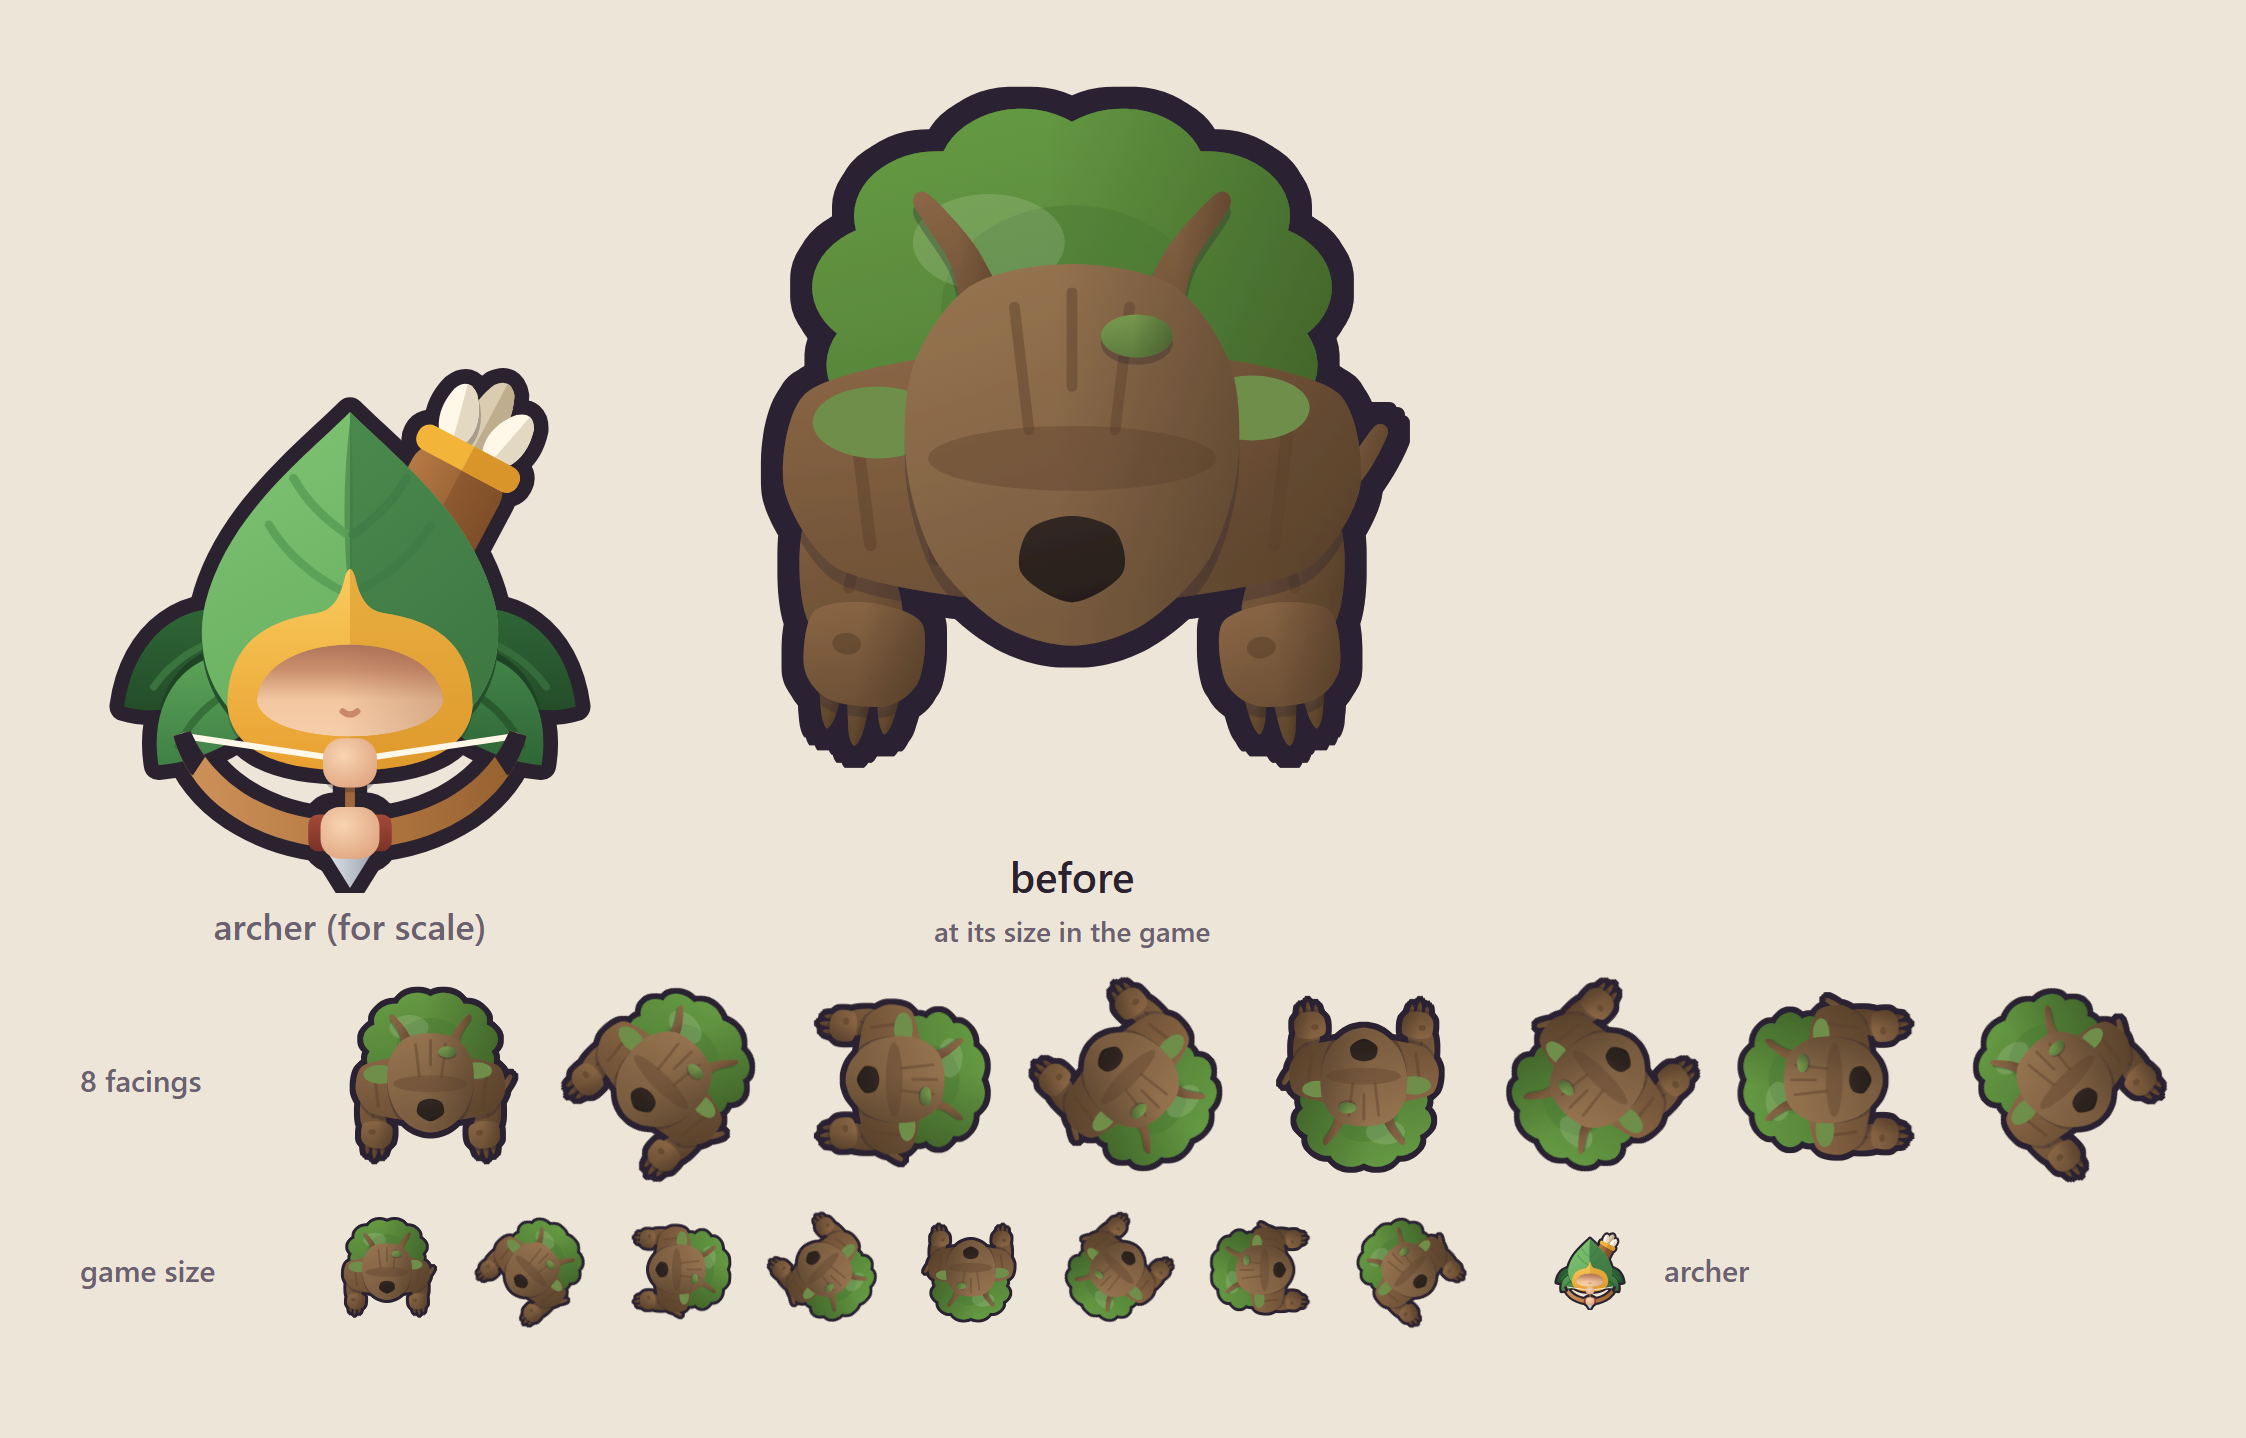 before
archer (for scale)
at its size in the game
8 facings
game size
archer